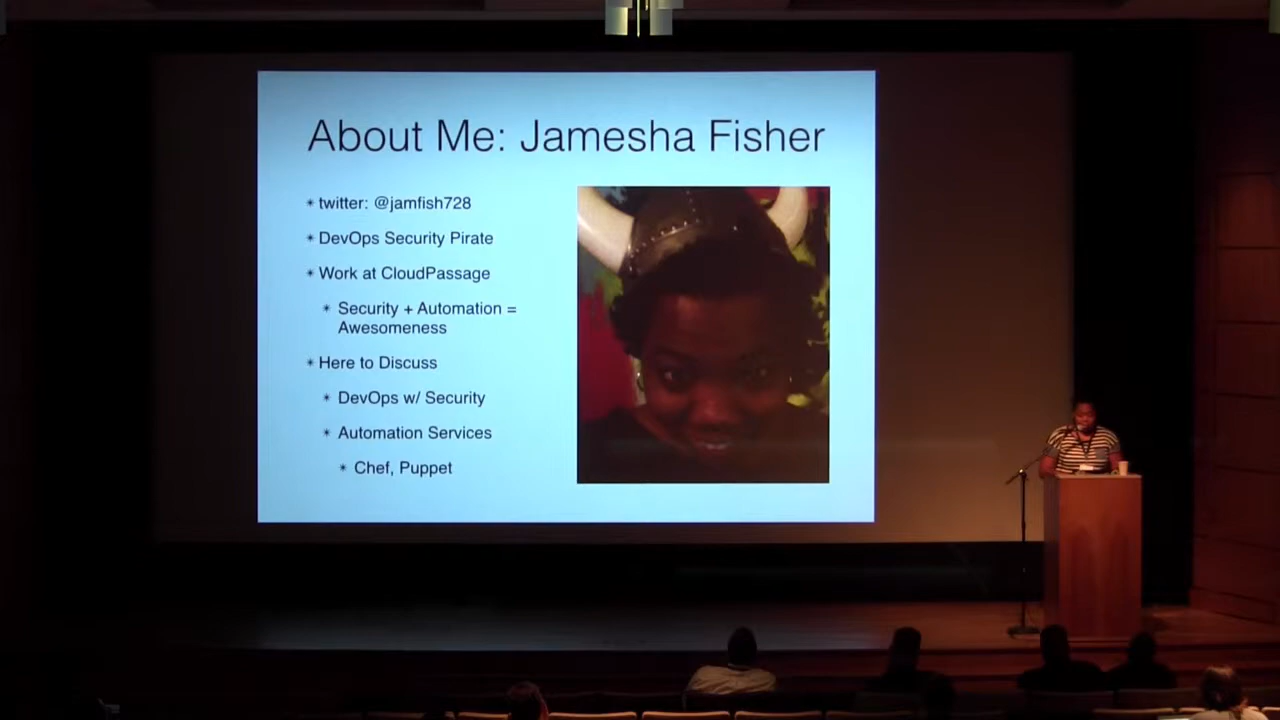 About Me: Jamesha Fisher
* twitter: @jamfish728
* DevOps Security Pirate
* Work at CloudPassage
* Security + Automation =
Awesomeness
* Here to Discuss
* DevOps w/ Security
* Automation Services
* Chef, Puppet